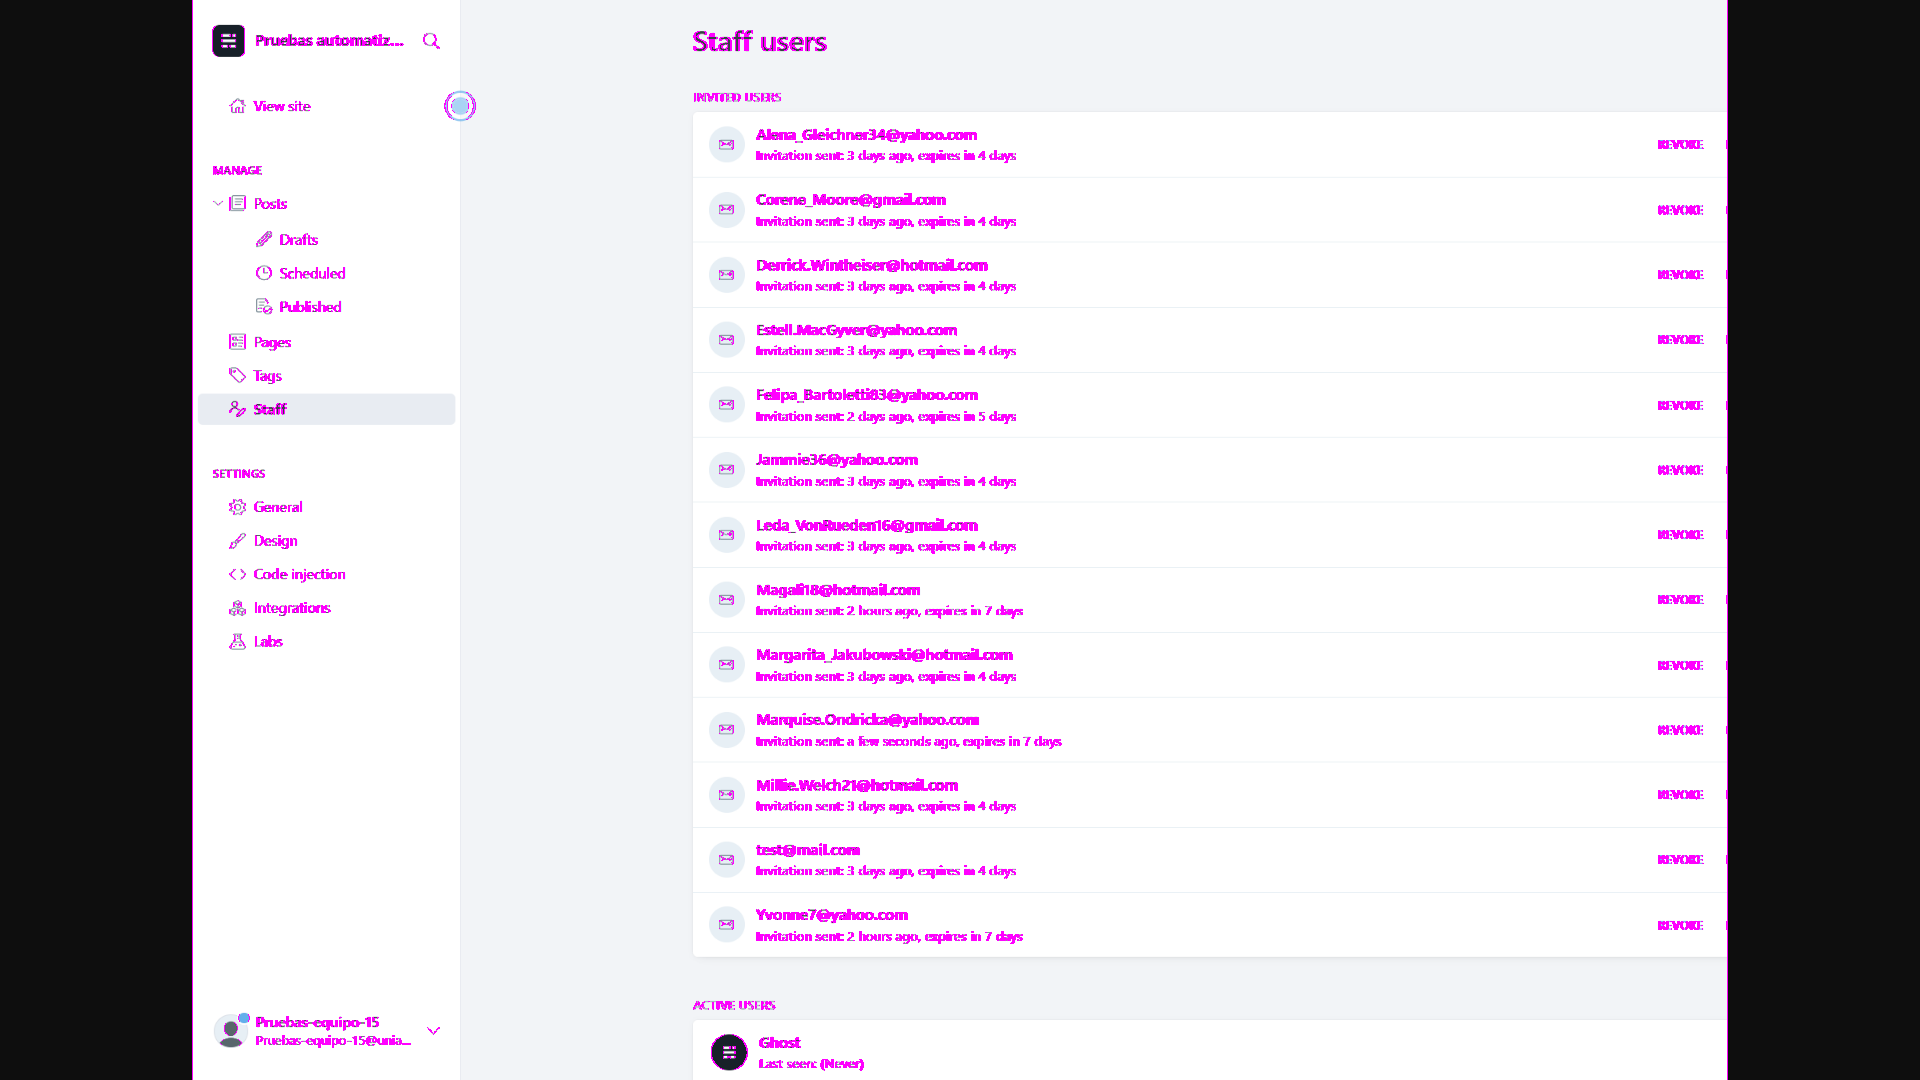 Pruebas automatiz...
View site
MANAGE
Posts
Drafts
Scheduled
Published
Pages
Tags
Staff
SETTINGS
General
Design
Code injection
Integrations
Labs
Pruebas-equipo-15
Pruebas-equipo-15@unia...
Staff users
INVITED USERS
Alena_Gleichner34@yahoo.com
Invitation sent: 3 days ago, expires in 4 days
REVOKE
Corene_Moore@gmail.com
Invitation sent: 3 days ago, expires in 4 days
REVOKE
Derrick.Wintheiser@hotmail.com
Invitation sent: 3 days ago, expires in 4 days
REVOKE
Estell.MacGyver@yahoo.com
Invitation sent: 3 days ago, expires in 4 days
REVOKE
Felipa_Bartoletti83@yahoo.com
Invitation sent: 2 days ago, expires in 5 days
REVOKE
Jammie36@yahoo.com
Invitation sent: 3 days ago, expires in 4 days
REVOKE
Leda_VonRueden16@gmail.com
Invitation sent: 3 days ago, expires in 4 days
REVOKE
Magali18@hotmail.com
Invitation sent: 2 hours ago, expires in 7 days
REVOKE
Margarita_Jakubowski@hotmail.com
Invitation sent: 3 days ago, expires in 4 days
REVOKE
Marquise.Ondricka@yahoo.com
Invitation sent: a few seconds ago, expires in 7 days
REVOKE
Millie.Welch21@hotmail.com
Invitation sent: 3 days ago, expires in 4 days
REVOKE
test@mail.com
Invitation sent: 3 days ago, expires in 4 days
REVOKE
Yvonne7@yahoo.com
Invitation sent: 2 hours ago, expires in 7 days
REVOKE
ACTIVE USERS
Ghost
Last seen: (Never)